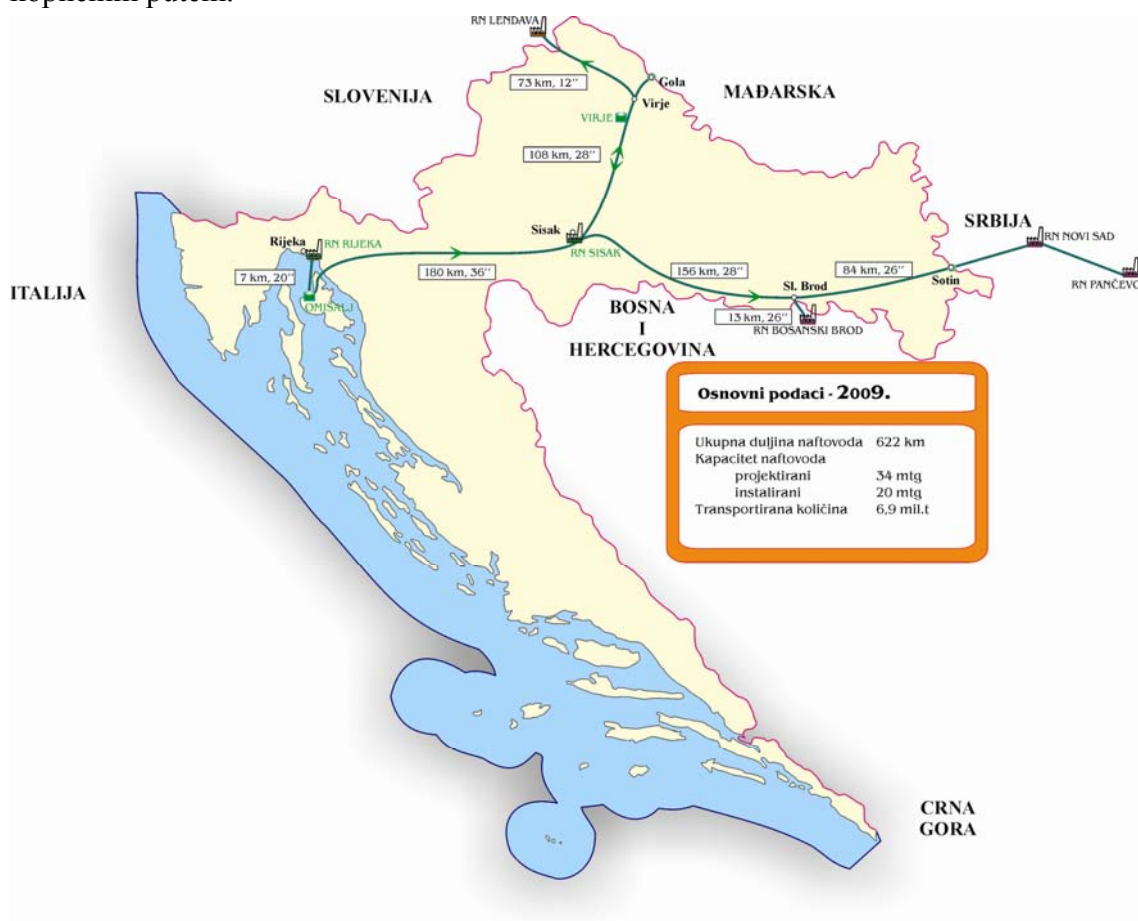 RN LENDAVA
73 km, 12''
Gola
SLOVENIJA
MAĐARSKA
Virje
VIRJE
108 km, 28''
Sisak
RN SISAK
SRBIJA
Rijeka
RN RIJEKA
RN NOVI SAD
7 km, 20''
180 km, 36''
156 km, 28''
84 km, 26''
Sotin
RN PANČEVO
ITALIJA
OMIŠALJ
Sl. Brod
BOSNA
I
HERCEGOVINA
13 km, 26''
RN BOSANSKI BROD
Osnovni podaci - 2009.
Ukupna duljina naftovoda 622 km
Kapacitet naftovoda
projektirani 34 mtg
instalirani 20 mtg
Transportirana količina 6,9 mil.t
CRNA
GORA